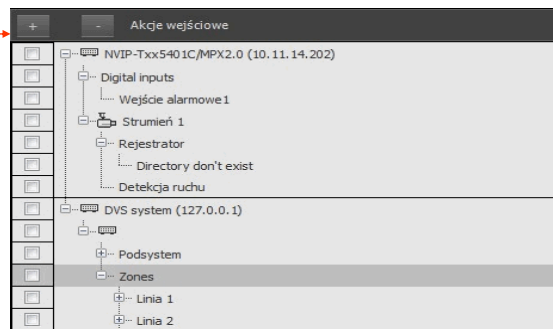 + - Akcje wejściowe
NVIP-Txx5401C/MPX2.0 (10.11.14.202)
Digital inputs
Wejście alarmowe1
Strumień 1
Rejestrator
Directory don't exist
Detekcja ruchu
DVS system (127.0.0.1)
Podsystem
Zones
Linia 1
Linia 2